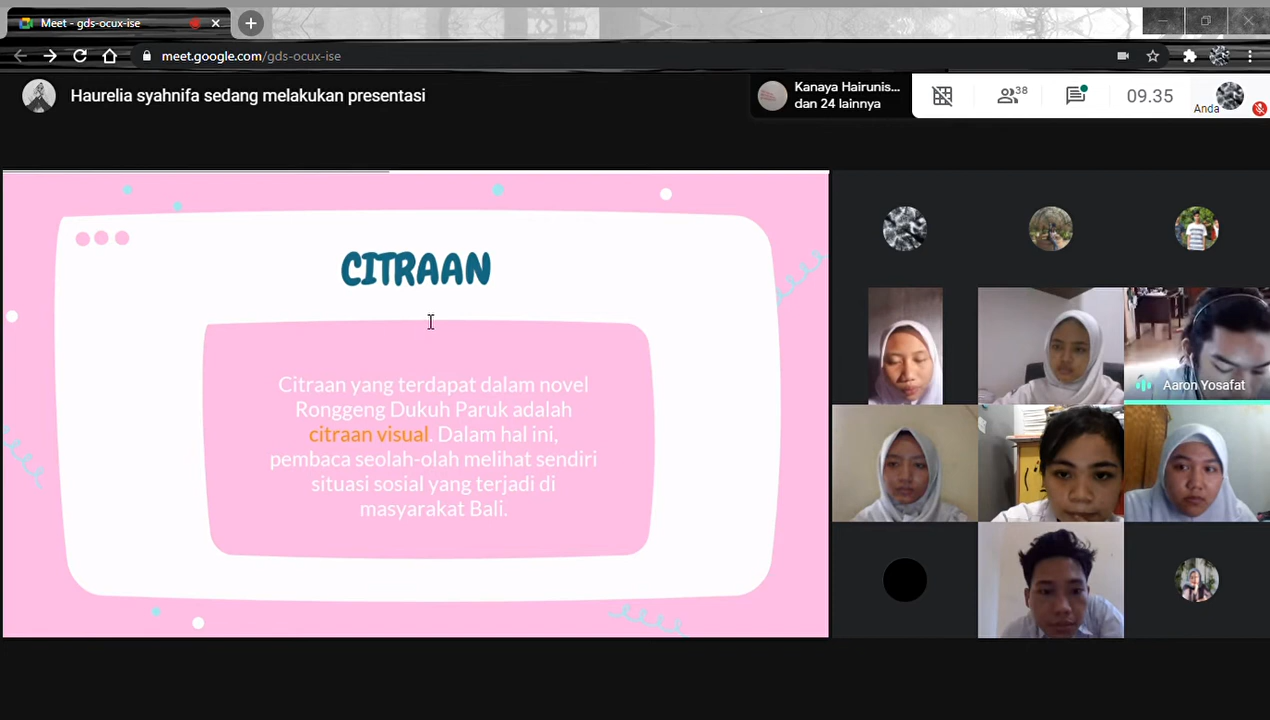 Meet - gds-ocux-ise
meet.google.com/gds-ocux-ise
Haurelia syahnifa sedang melakukan presentasi
Kanaya Hairunis...
dan 24 lainnya
38
09.35
Anda
CITRAAN
Citraan yang terdapat dalam novel
Ronggeng Dukuh Paruk adalah
citraan visual. Dalam hal ini,
pembaca seolah-olah melihat sendiri
situasi sosial yang terjadi di
masyarakat Bali.
Aaron Yosafat